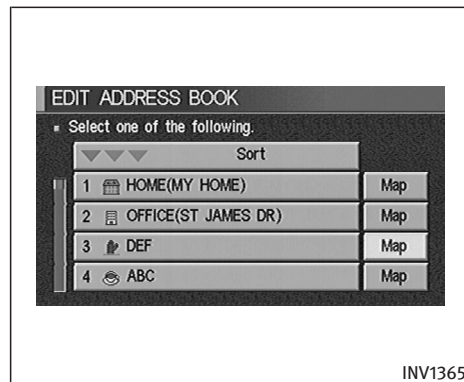 EDIT ADDRESS BOOK
Select one of the following.
Sort
1 HOME(MY HOME) Map
2 OFFICE(ST JAMES DR) Map
3 DEF Map
4 ABC Map
INV1365